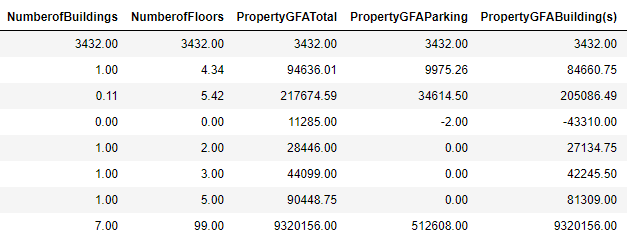 NumberofBuildings NumberofFloors PropertyGFATotal PropertyGFAParking PropertyGFABuilding(s)
3432.00 3432.00 3432.00 3432.00 3432.00
1.00 4.34 94636.01 9975.26 84660.75
0.11 5.42 217674.59 34614.50 205086.49
0.00 0.00 11285.00 -2.00 -43310.00
1.00 2.00 28446.00 0.00 27134.75
1.00 3.00 44099.00 0.00 42245.50
1.00 5.00 90448.75 0.00 81309.00
7.00 99.00 9320156.00 512608.00 9320156.00